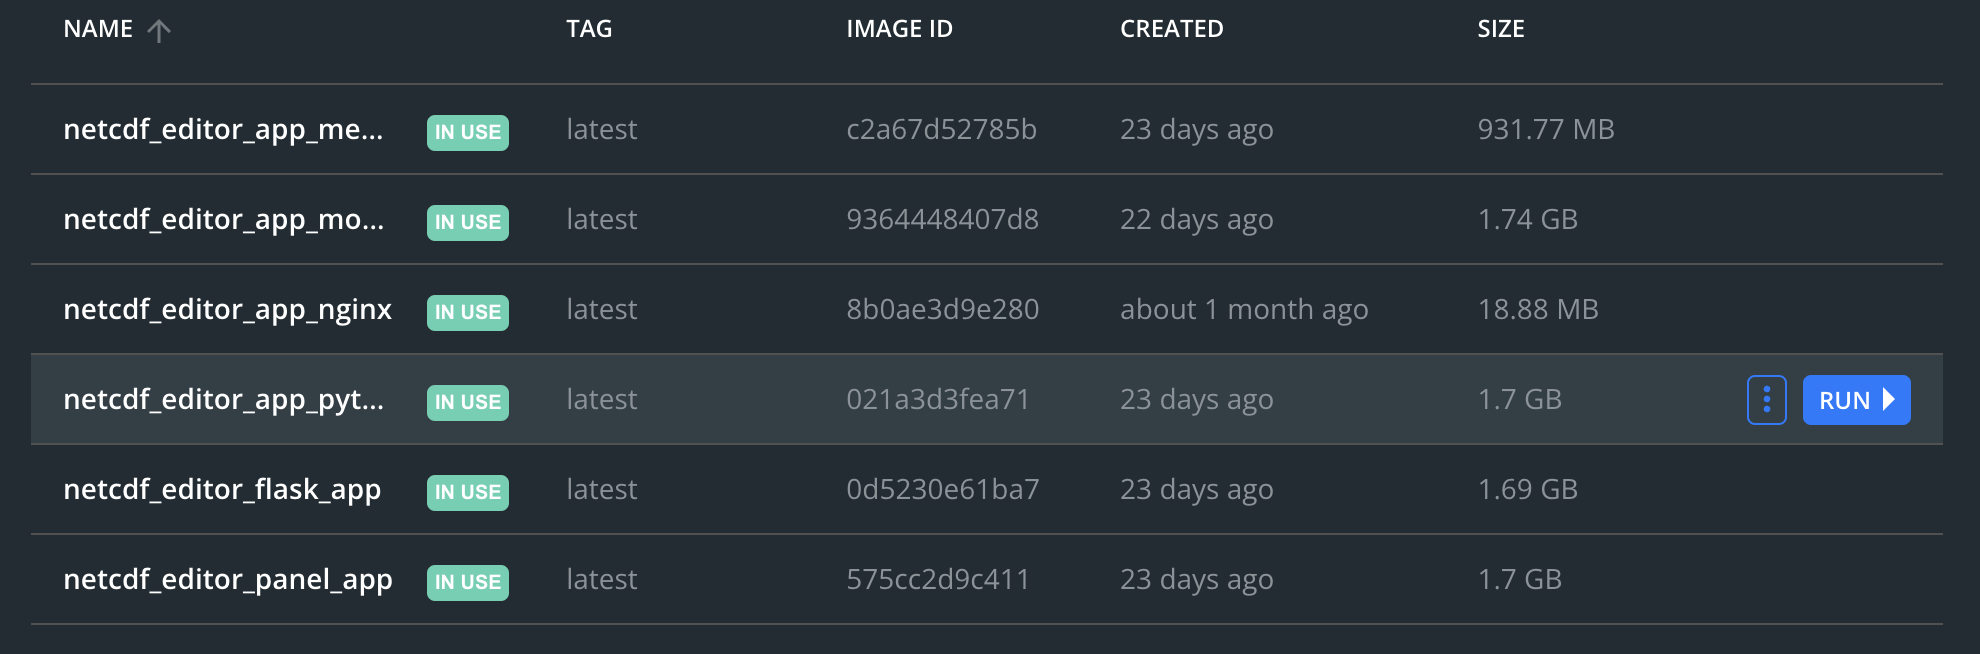 NAME TAG IMAGE ID CREATED SIZE
netcdf_editor_app_me... IN USE latest c2a67d52785b 23 days ago 931.77 MB
netcdf_editor_app_mo... IN USE latest 9364448407d8 22 days ago 1.74 GB
netcdf_editor_app_nginx IN USE latest 8b0ae3d9e280 about 1 month ago 18.88 MB
netcdf_editor_app_pyt... IN USE latest 021a3d3fea71 23 days ago 1.7 GB RUN
netcdf_editor_flask_app IN USE latest 0d5230e61ba7 23 days ago 1.69 GB
netcdf_editor_panel_app IN USE latest 575cc2d9c411 23 days ago 1.7 GB